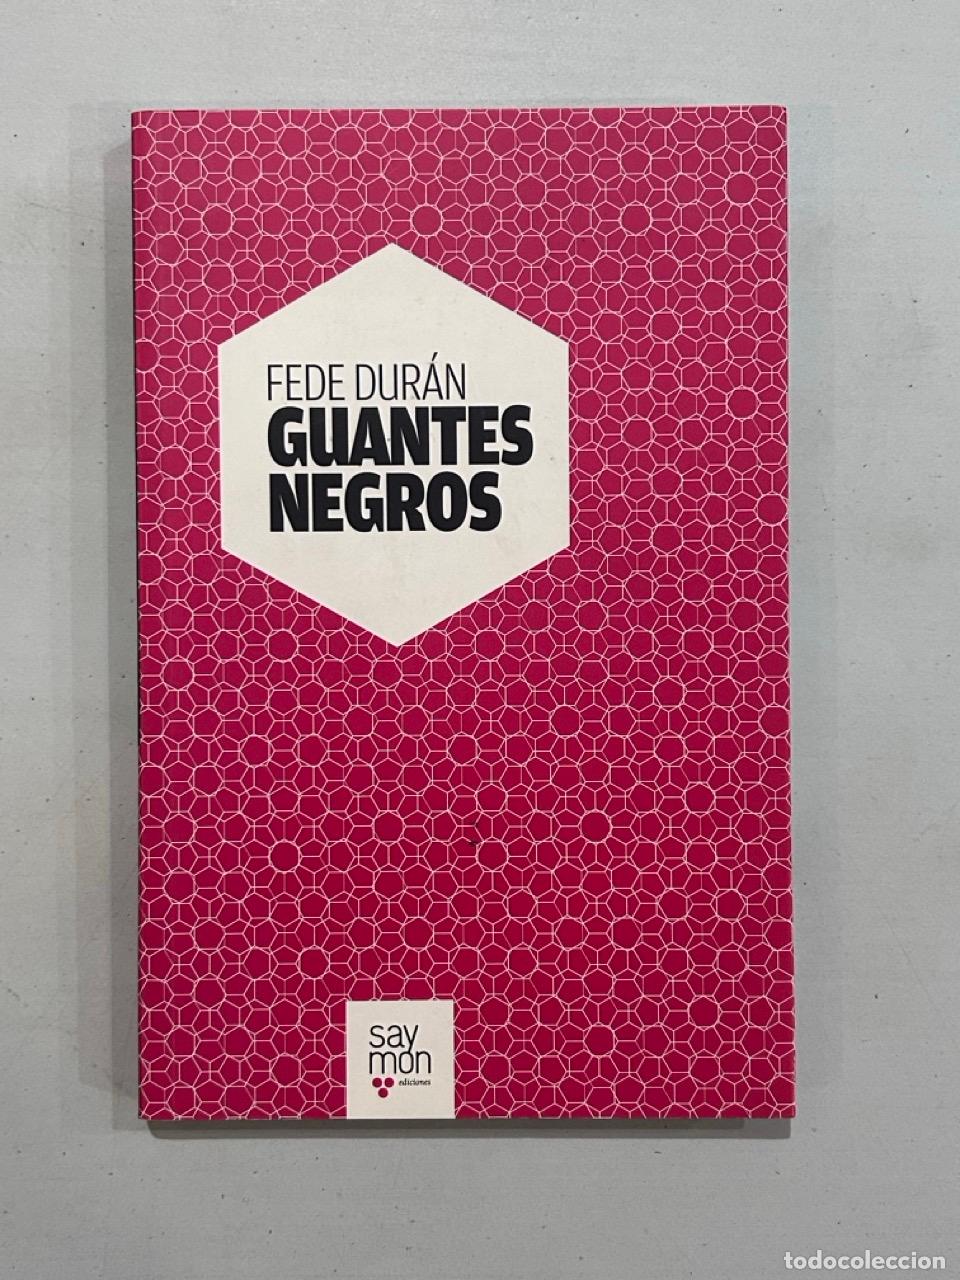 FEDE DURÁN
GUANTES
NEGROS
say
mon
ediciones
todocoleccion